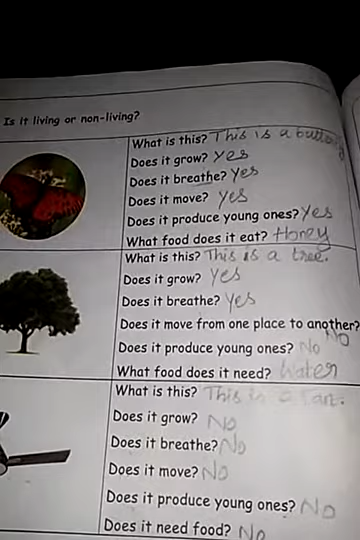 Is it living or non-living?
What is this? This is a butterfly
Does it grow? Yes
Does it breathe? Yes
Does it move? Yes
Does it produce young ones? Yes
What food does it eat? Honey
What is this? This is a tree.
Does it grow? Yes
Does it breathe? Yes
Does it move from one place to another?
No
Does it produce young ones? No
What food does it need? Water
What is this? This is a fan.
Does it grow? No
Does it breathe? No
Does it move? No
Does it produce young ones? No
Does it need food? No